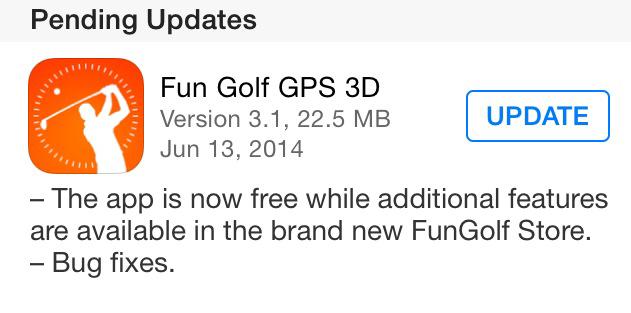 Pending Updates
Fun Golf GPS 3D
Version 3.1, 22.5 MB
UPDATE
Jun 13, 2014
– The app is now free while additional features
are available in the brand new FunGolf Store.
– Bug fixes.